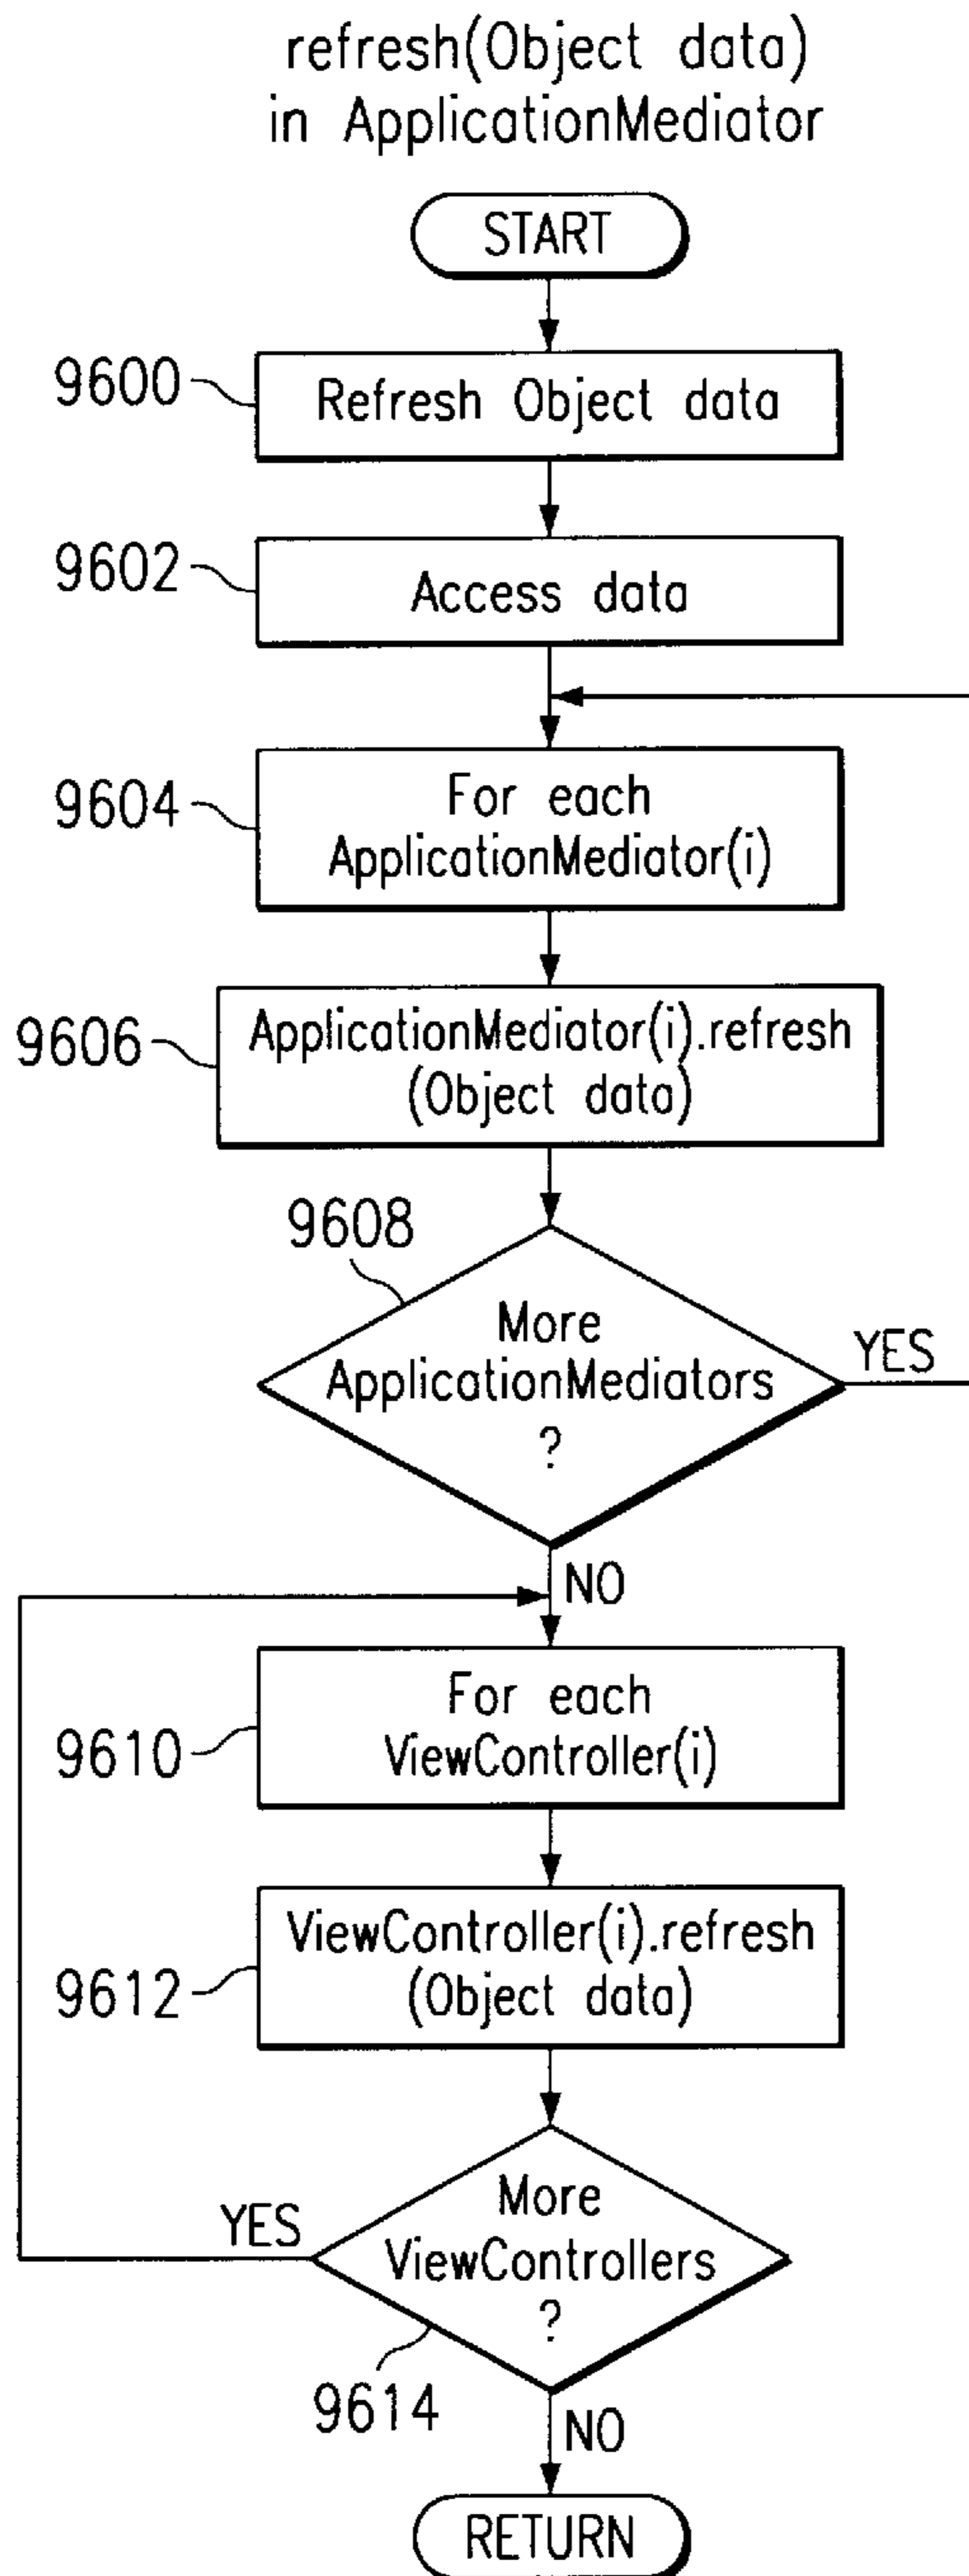 refresh(Object data)
in ApplicationMediator
START
9600
Refresh Object data
9602
Access data
9604
For each
ApplicationMediator(i)
9606
ApplicationMediator(i).refresh
(Object data)
9608
More
ApplicationMediators
?
YES
NO
For each
ViewController(i)
9610
ViewController(i).refresh
(Object data)
9612
More
ViewControllers
?
YES
9614
NO
RETURN